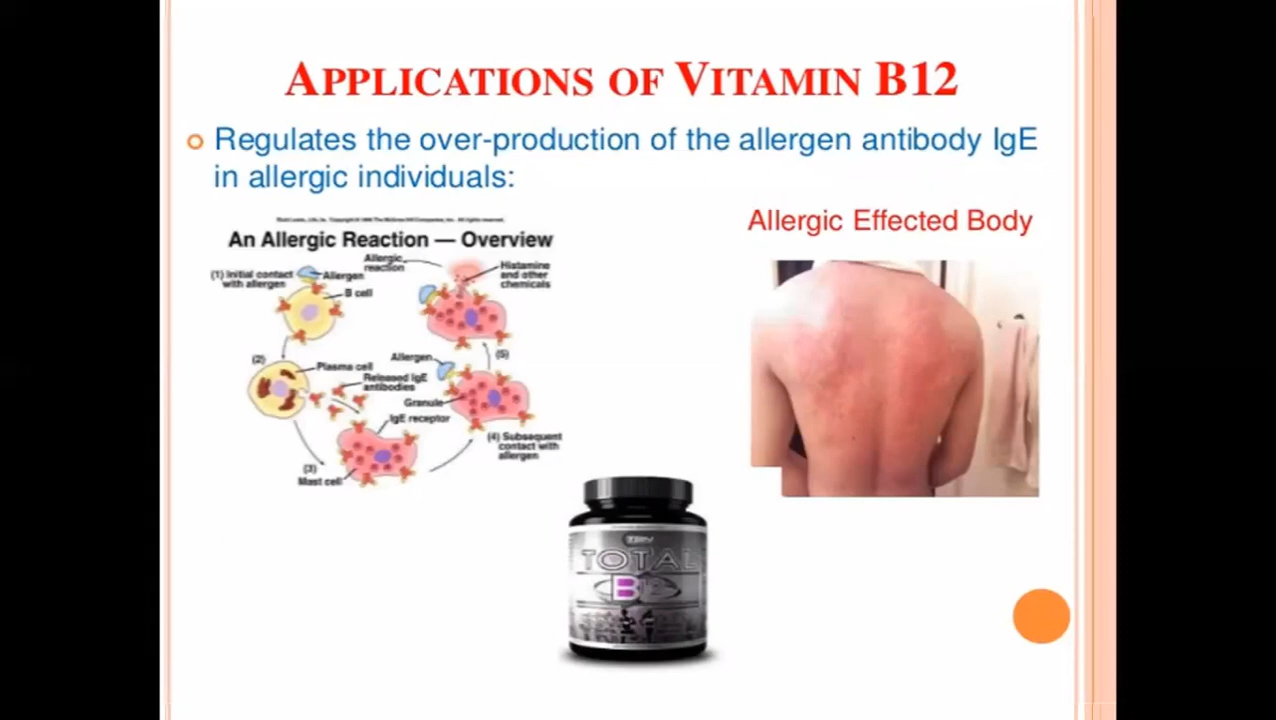 APPLICATIONS OF VITAMIN B12
Regulates the over-production of the allergen antibody IgE
in allergic individuals:
Allergic Effected Body
An Allergic Reaction — Overview
Allergic
reaction
Histamine
and other
chemicals
(1) Initial contact
with allergen
Allergen
B cell
(2)
Plasma cell
Released IgE
antibodies
Allergen
(5)
Granule
IgE receptor
(4) Subsequent
contact with
allergen
(3)
Mast cell
TOTAL
B12